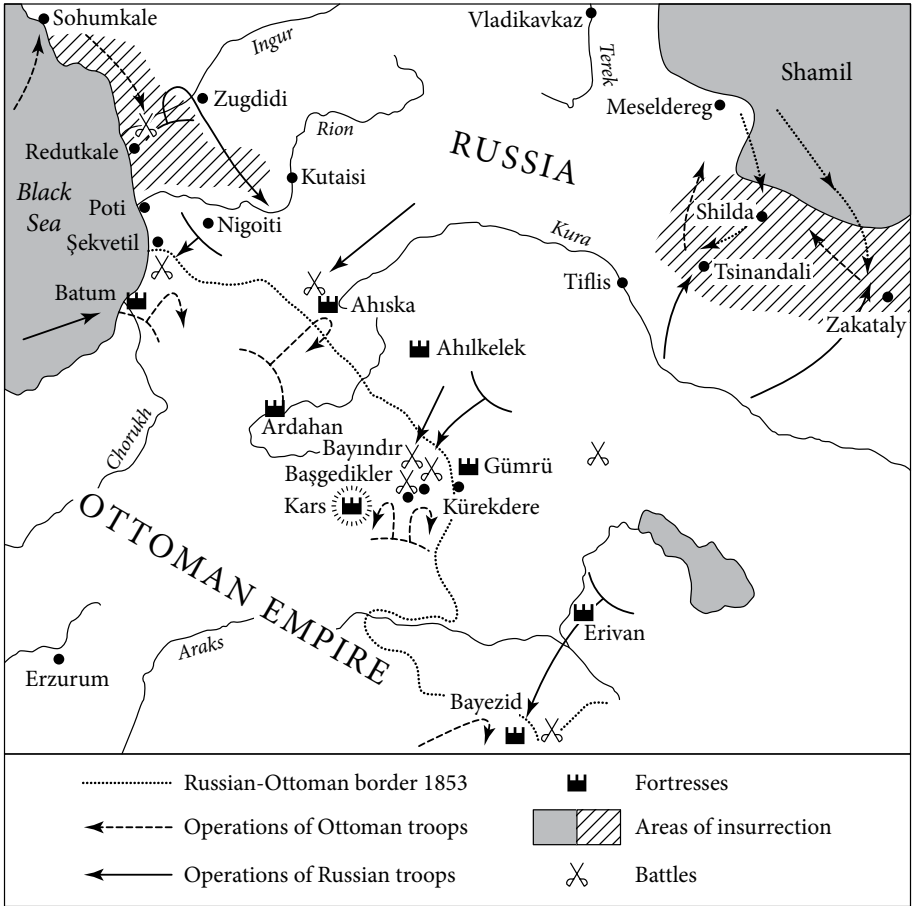 Sohumkale
Ingur
Vladikavkaz
Terek
Shamil
Zugdidi
Meseldereg
Rion
RUSSIA
Redutkale
Black
Sea
Kutaisi
Poti
Nigoiti
Shilda
Şekvetil
Kura
Tsinandali
Tiflis
Batum
Ahıska
Zakataly
Ahılkelek
Chorukh
Ardahan
Bayındır
Başgedikler
Gümrü
Kars
Kürekdere
OTTOMAN EMPIRE
Erivan
Araks
Erzurum
Bayezid
Russian-Ottoman border 1853
Fortresses
Operations of Ottoman troops
Areas of insurrection
Operations of Russian troops
Battles